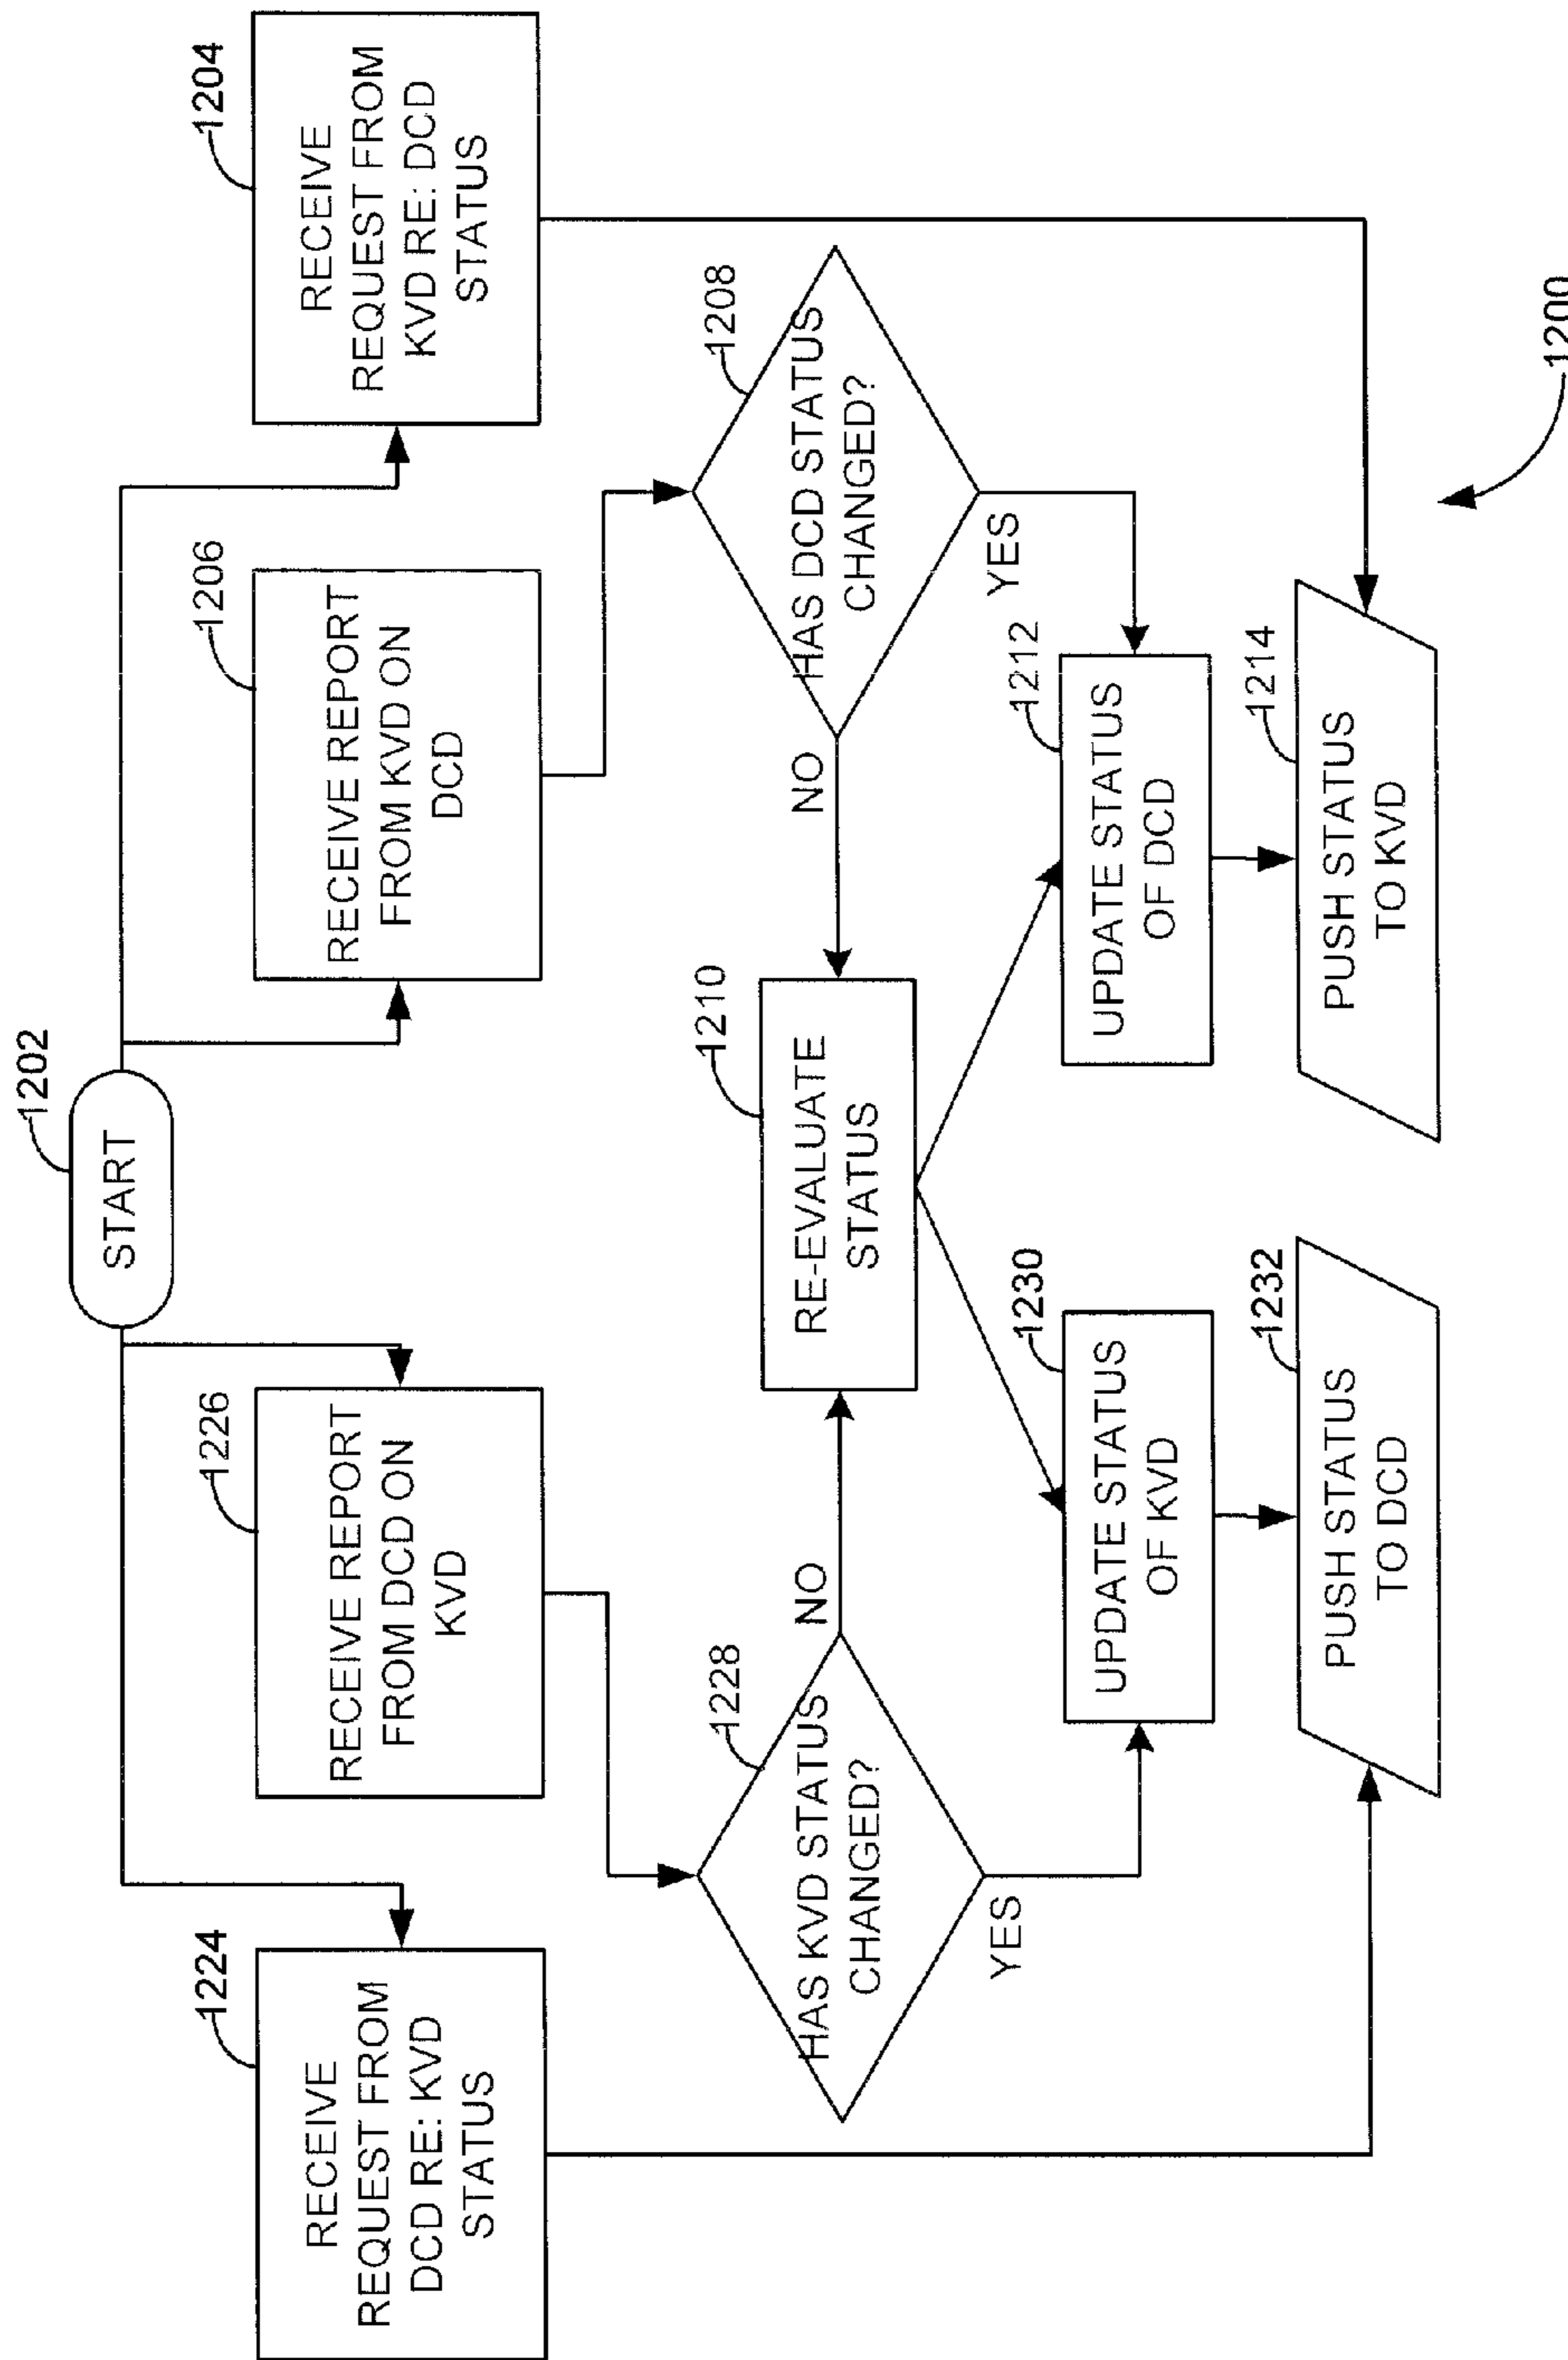 1202
START
1224
RECEIVE
REQUEST FROM
DCD RE: KVD
STATUS
1226
RECEIVE REPORT
FROM DCD ON
KVD
1206
RECEIVE REPORT
FROM KVD ON
DCD
1204
RECEIVE
REQUEST FROM
KVD RE: DCD
STATUS
1228
HAS KVD STATUS
CHANGED?
NO
YES
1210
RE-EVALUATE
STATUS
1208
HAS DCD STATUS
CHANGED?
NO
YES
1230
UPDATE STATUS
OF KVD
1212
UPDATE STATUS
OF DCD
1232
PUSH STATUS
TO DCD
1214
PUSH STATUS
TO KVD
1200